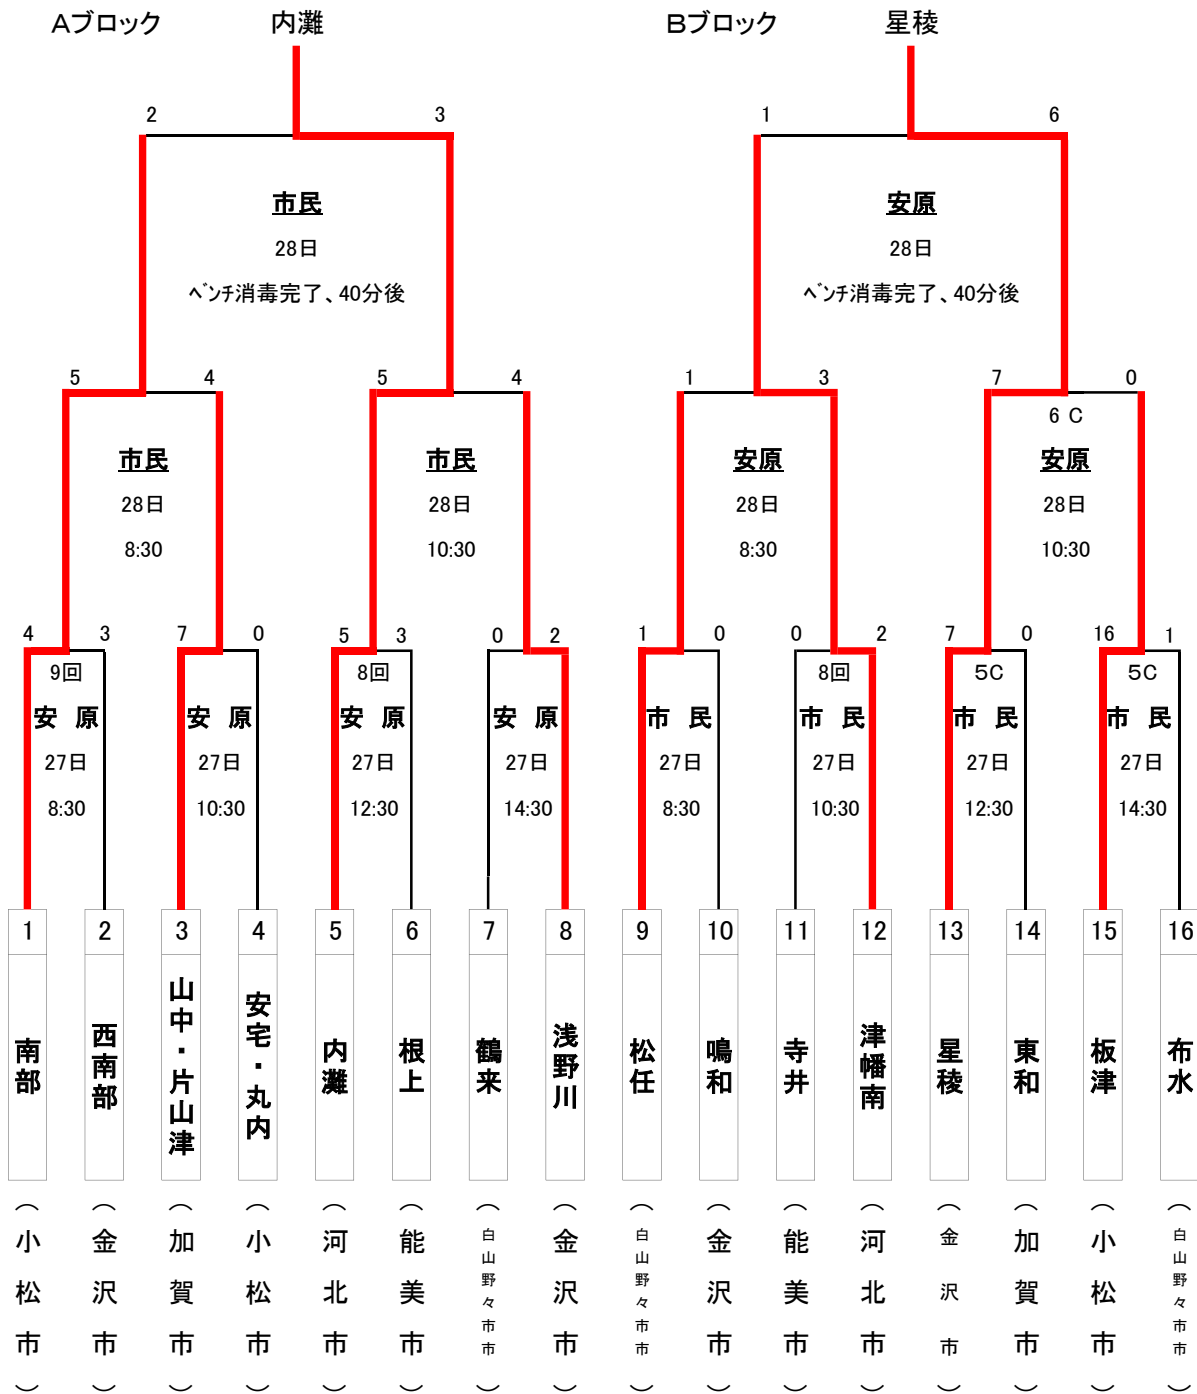 Aブロック 内灘 Bブロック 星稜
2 3 1 6
市民 安原
28日 28日
ベンチ消毒完了、40分後 ベンチ消毒完了、40分後
5 4 5 4 1 3 7 0
6 C
市民 市民 安原 安原
28日 28日 28日 28日
8:30 10:30 8:30 10:30
4 3 7 0 5 3 0 2 1 0 0 2 7 0 16 1
9回 8回 8回 5C 5C
安 原 安 原 安 原 安 原 市 民 市 民 市 民 市 民
27日 27日 27日 27日 27日 27日 27日 27日
8:30 10:30 12:30 14:30 8:30 10:30 12:30 14:30
1 2 3 4 5 6 7 8 9 10 11 12 13 14 15 16
南部
西南部
山中・片山津
安宅・丸内
内灘
根上
鶴来
浅野川
松任
鳴和
寺井
津幡南
星稜
東和
板津
布水
（小松市）
（金沢市）
（加賀市）
（小松市）
（河北市）
（能美市）
（白山野々市市）
（金沢市）
（白山野々市市）
（金沢市）
（能美市）
（河北市）
（金沢市）
（加賀市）
（小松市）
（白山野々市市）